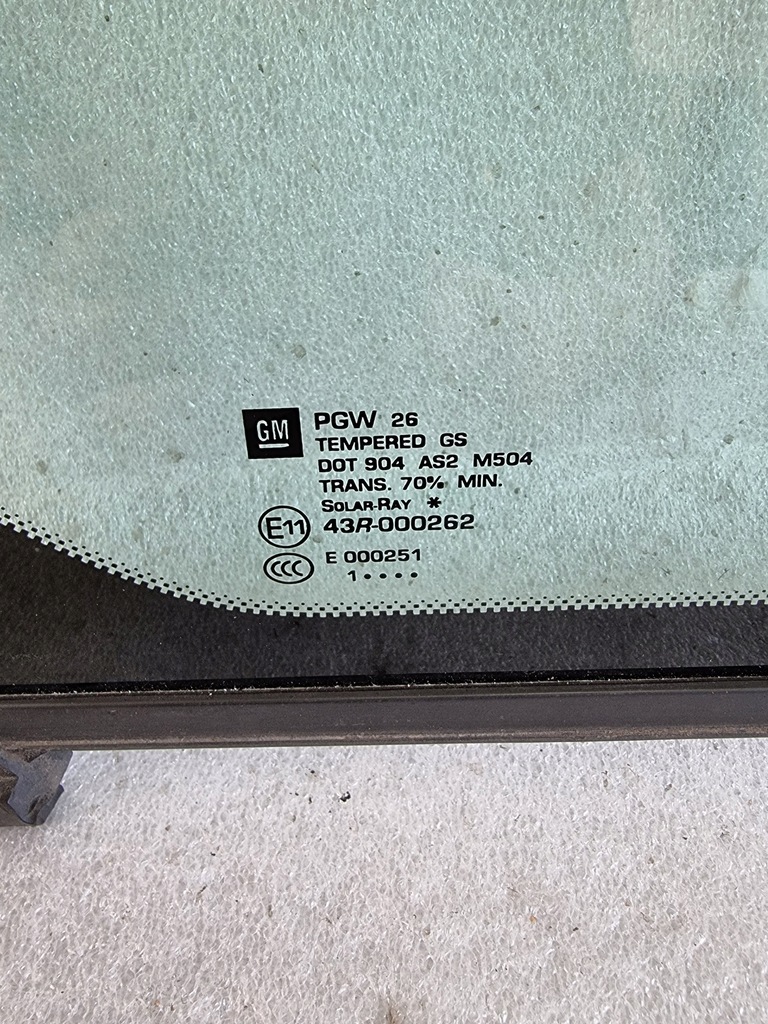 GM
PGW 26
TEMPERED GS
DOT 904 AS2 M504
TRANS. 70% MIN.
SOLAR-RAY *
E11 43R-000262
CCC E 000251
1 • • • •